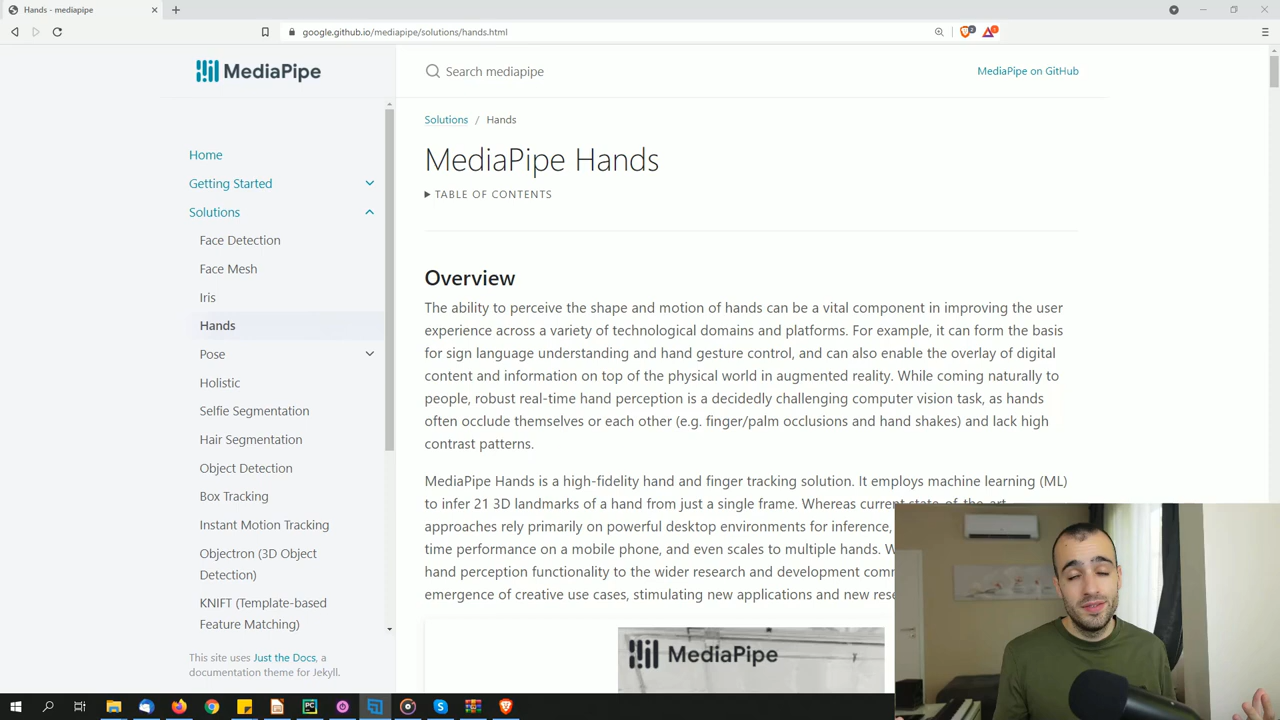 Hands - mediapipe
google.github.io/mediapipe/solutions/hands.html
MediaPipe
Search mediapipe
MediaPipe on GitHub
Home
Getting Started
Solutions
Face Detection
Face Mesh
Iris
Hands
Pose
Holistic
Selfie Segmentation
Hair Segmentation
Object Detection
Box Tracking
Instant Motion Tracking
Objectron (3D Object
Detection)
KNIFT (Template-based
Feature Matching)
This site uses Just the Docs, a
documentation theme for Jekyll.
Solutions / Hands
MediaPipe Hands
TABLE OF CONTENTS
Overview
The ability to perceive the shape and motion of hands can be a vital component in improving the user
experience across a variety of technological domains and platforms. For example, it can form the basis
for sign language understanding and hand gesture control, and can also enable the overlay of digital
content and information on top of the physical world in augmented reality. While coming naturally to
people, robust real-time hand perception is a decidedly challenging computer vision task, as hands
often occlude themselves or each other (e.g. finger/palm occlusions and hand shakes) and lack high
contrast patterns.
MediaPipe Hands is a high-fidelity hand and finger tracking solution. It employs machine learning (ML)
to infer 21 3D landmarks of a hand from just a single frame. Whereas current state-of-the-art
approaches rely primarily on powerful desktop environments for inference,
time performance on a mobile phone, and even scales to multiple hands.
hand perception functionality to the wider research and development
emergence of creative use cases, stimulating new applications and new
MediaPipe